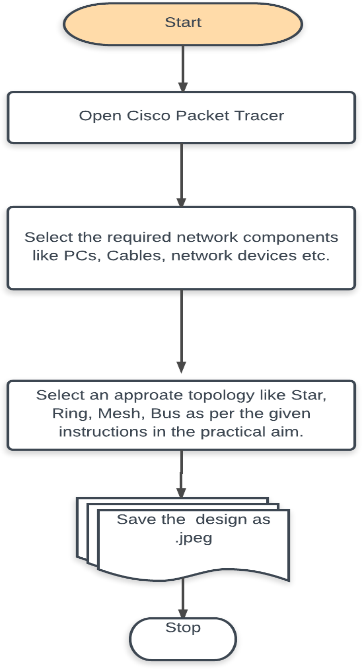 Start
Open Cisco Packet Tracer
Select the required network components
like PCs, Cables, network devices etc.
Select an approate topology like Star,
Ring, Mesh, Bus as per the given
instructions in the practical aim.
Save the  design as
.jpeg
Stop